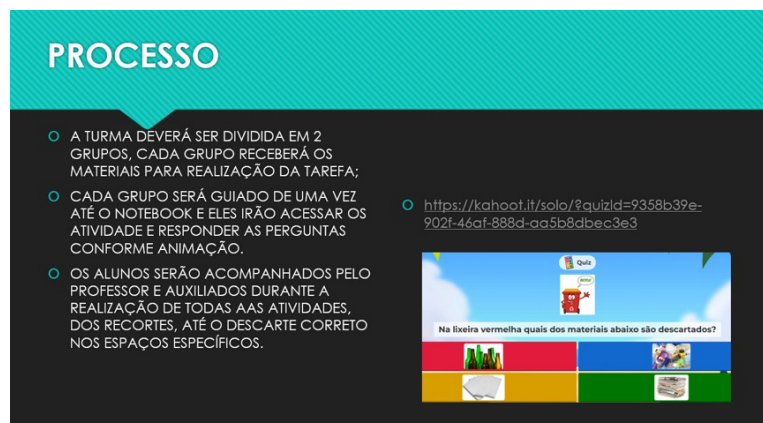 PROCESSO
A TURMA DEVERÁ SER DIVIDIDA EM 2
GRUPOS, CADA GRUPO RECEBERÁ OS
MATERIAIS PARA REALIZAÇÃO DA TAREFA;
CADA GRUPO SERÁ GUIADO DE UMA VEZ
ATÉ O NOTEBOOK E ELES IRÃO ACESSAR OS
ATIVIDADE E RESPONDER AS PERGUNTAS
CONFORME ANIMAÇÃO.
OS ALUNOS SERÃO ACOMPANHADOS PELO
PROFESSOR E AUXILIADOS DURANTE A
REALIZAÇÃO DE TODAS AAS ATIVIDADES,
DOS RECORTES, ATÉ O DESCARTE CORRETO
NOS ESPAÇOS ESPECÍFICOS.
https://kahoot.it/solo/?quizId=9358b39e-
902f-46af-888d-aa5b8dbec3e3
Quiz
Na lixeira vermelha quais dos materiais abaixo são descartados?